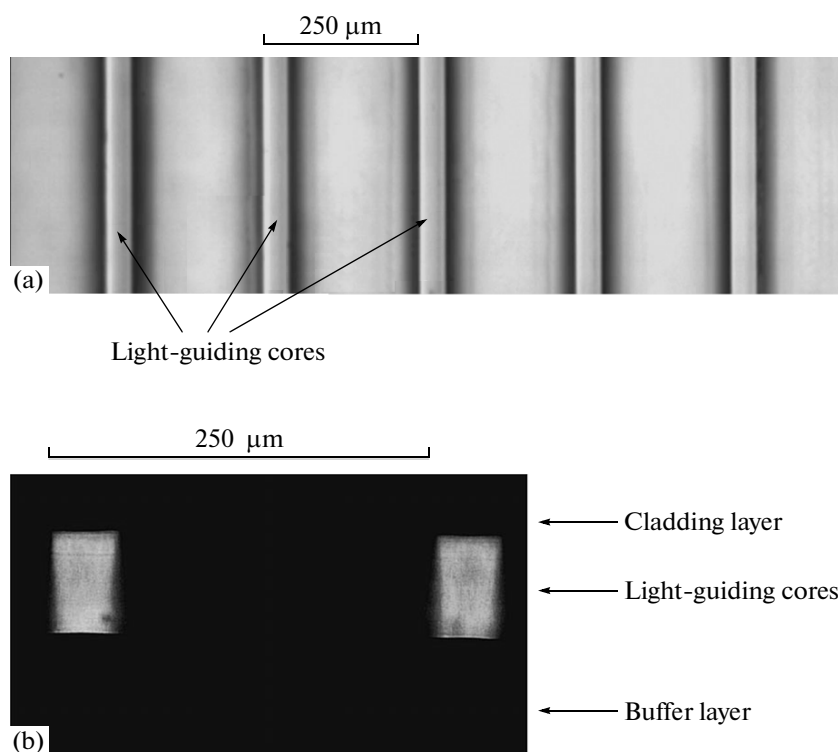 250 μm
(a)
Light-guiding cores
250 μm
Cladding layer
Light-guiding cores
Buffer layer
(b)